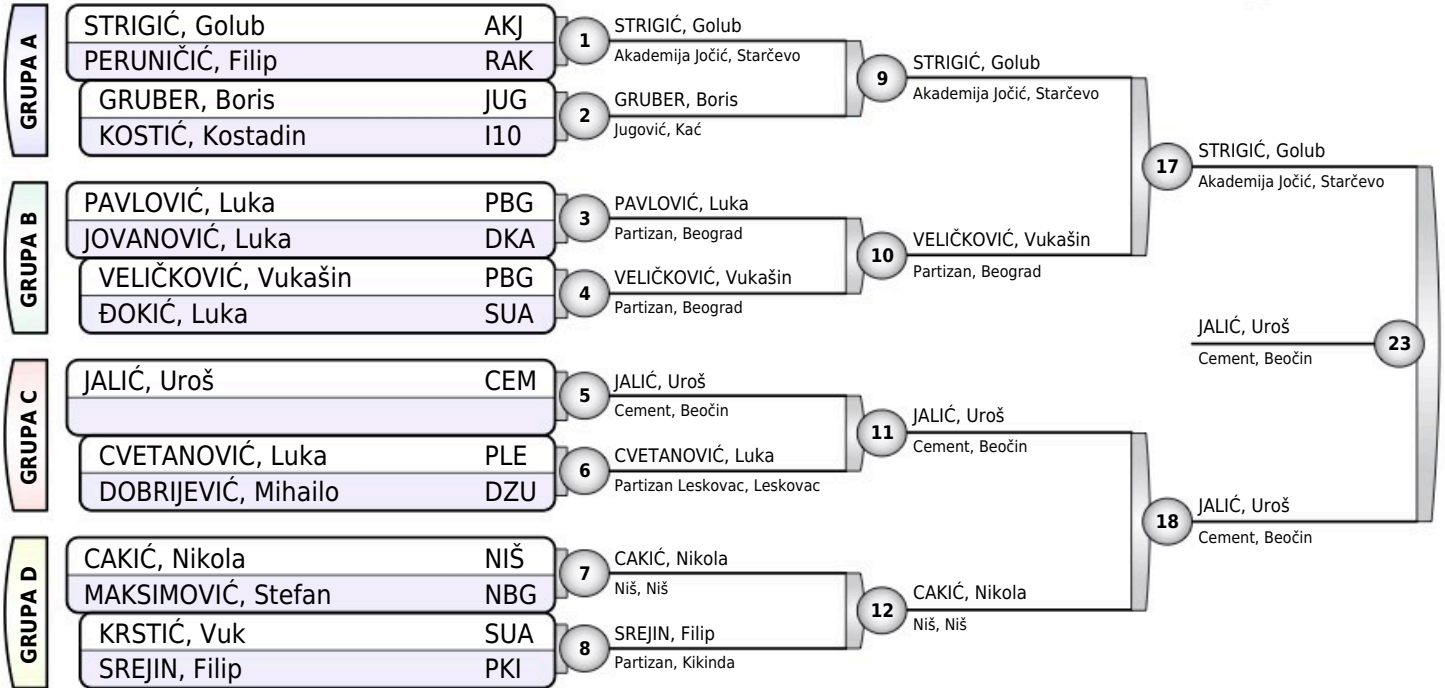 GRUPA A
STRIGIĆ, Golub AKJ
PERUNIČIĆ, Filip RAK
GRUBER, Boris JUG
KOSTIĆ, Kostadin I10
GRUPA B
PAVLOVIĆ, Luka PBG
JOVANOVIĆ, Luka DKA
VELIČKOVIĆ, Vukašin PBG
ĐOKIĆ, Luka SUA
GRUPA C
JALIĆ, Uroš CEM
CVETANOVIĆ, Luka PLE
DOBRIJEVIĆ, Mihailo DZU
GRUPA D
CAKIĆ, Nikola NIŠ
MAKSIMOVIĆ, Stefan NBG
KRSTIĆ, Vuk SUA
SREJIN, Filip PKI
1
STRIGIĆ, Golub
Akademija Jočić, Starčevo
2
GRUBER, Boris
Jugović, Kać
3
PAVLOVIĆ, Luka
Partizan, Beograd
4
VELIČKOVIĆ, Vukašin
Partizan, Beograd
5
JALIĆ, Uroš
Cement, Beočin
6
CVETANOVIĆ, Luka
Partizan Leskovac, Leskovac
7
CAKIĆ, Nikola
Niš, Niš
8
SREJIN, Filip
Partizan, Kikinda
9
STRIGIĆ, Golub
Akademija Jočić, Starčevo
10
VELIČKOVIĆ, Vukašin
Partizan, Beograd
11
JALIĆ, Uroš
Cement, Beočin
12
CAKIĆ, Nikola
Niš, Niš
17
STRIGIĆ, Golub
Akademija Jočić, Starčevo
18
JALIĆ, Uroš
Cement, Beočin
JALIĆ, Uroš
Cement, Beočin
23